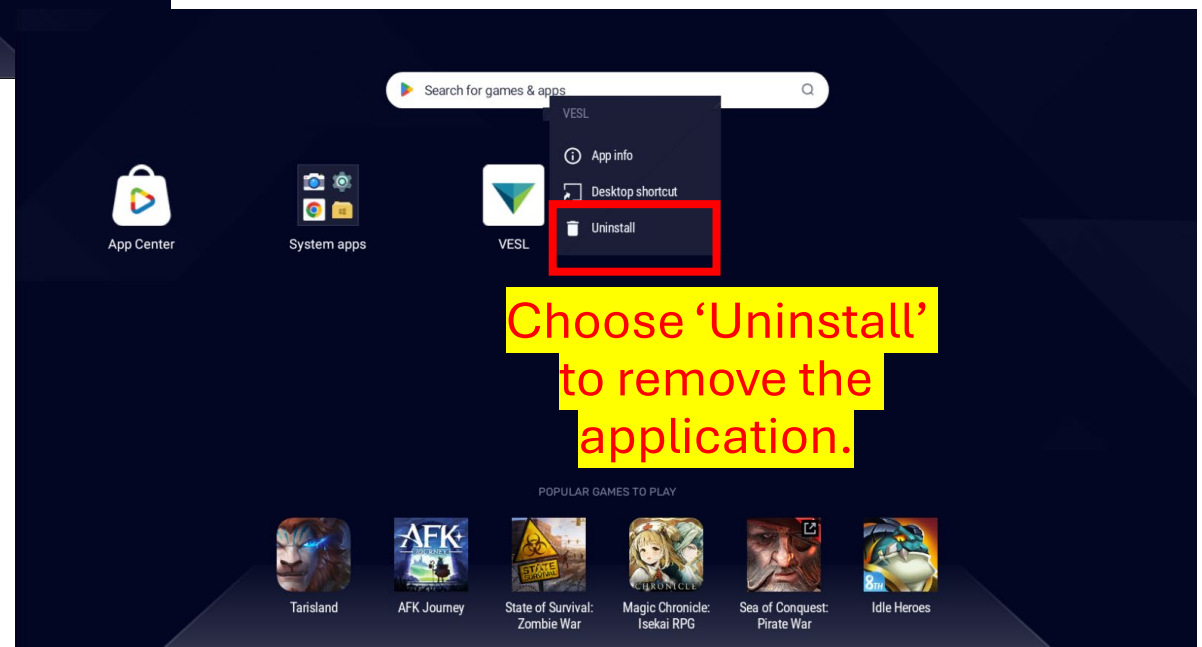 Search for games & apps
VESL
App info
Desktop shortcut
Uninstall
App Center
System apps
VESL
Choose ‘Uninstall’
to remove the
application.
POPULAR GAMES TO PLAY
AFK
JOURNEY
STATE
SURVIVAL
CHRONICLE
8TH
Tarisland
AFK Journey
State of Survival:
Zombie War
Magic Chronicle:
Isekai RPG
Sea of Conquest:
Pirate War
Idle Heroes